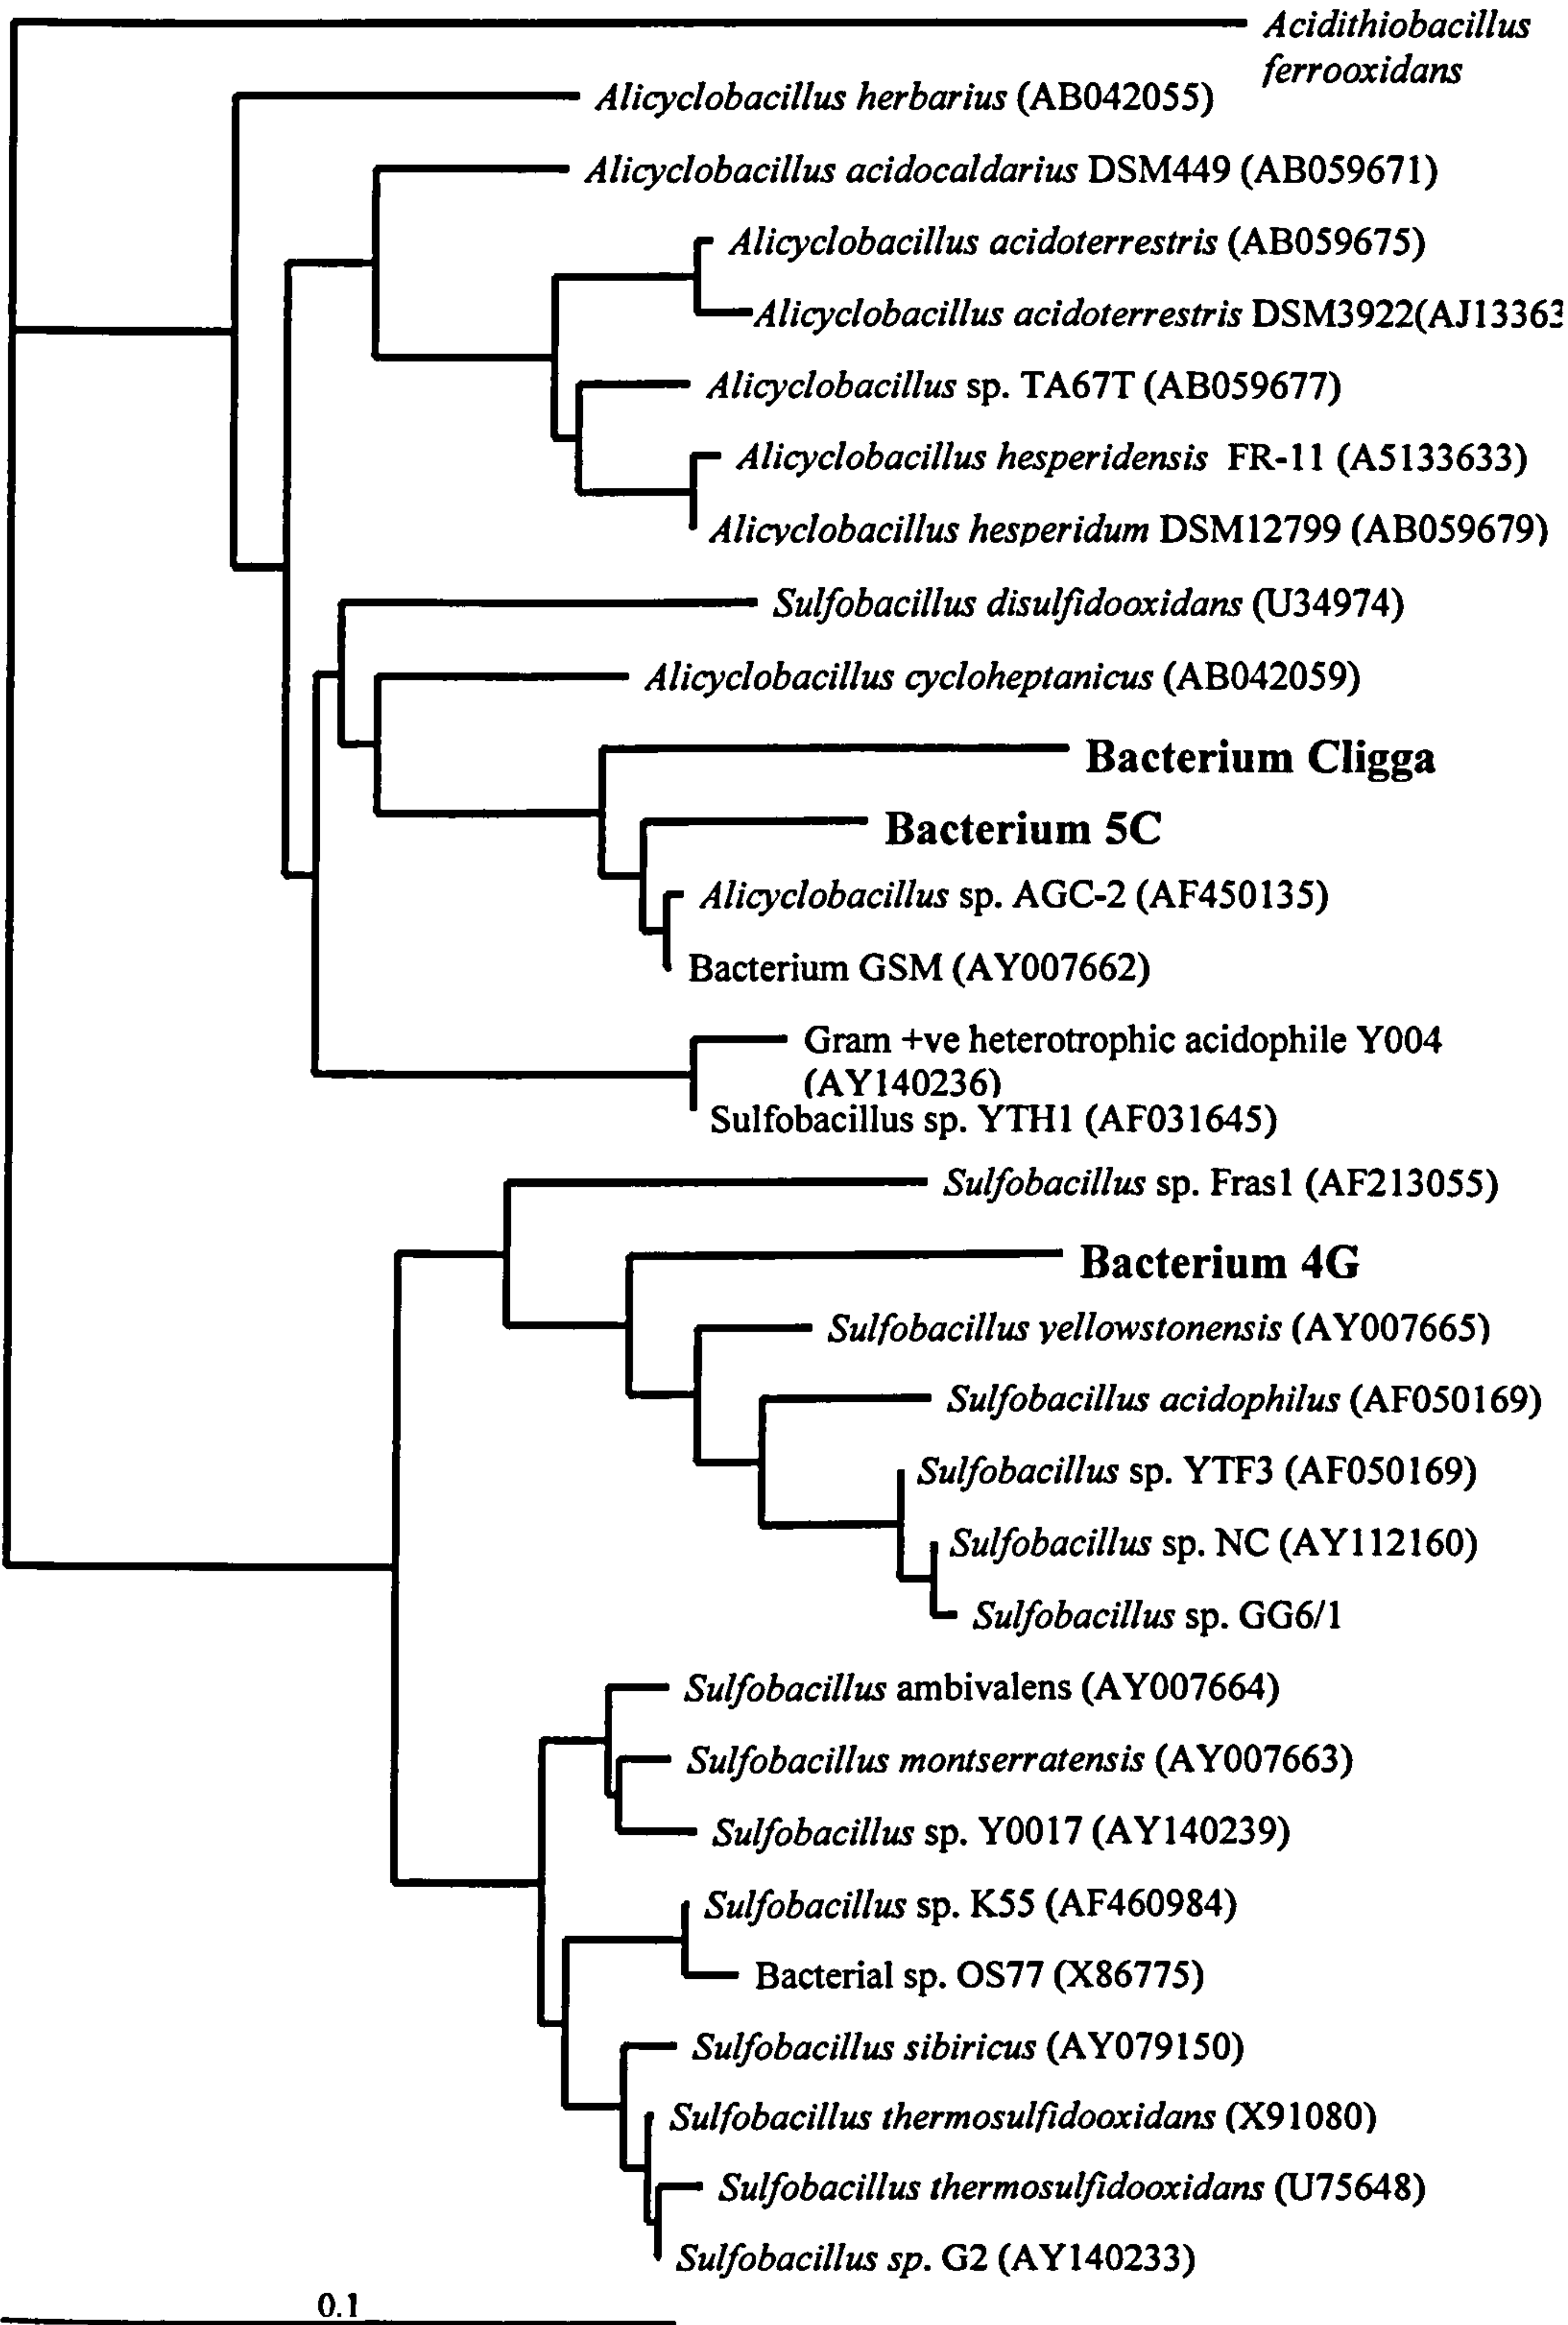 Acidithiobacillus
ferrooxidans
Alicyclobacillus herbarius (AB042055)
Alicyclobacillus acidocaldarius DSM449 (AB059671)
Alicyclobacillus acidoterrestris (AB059675)
Alicyclobacillus acidoterrestris DSM3922(AJ13363
Alicyclobacillus sp. TA67T (AB059677)
Alicyclobacillus hesperidensis FR-11 (A5133633)
Alicyclobacillus hesperidum DSM12799 (AB059679)
Sulfobacillus disulfidooxidans (U34974)
Alicyclobacillus cycloheptanicus (AB042059)
Bacterium Cligga
Bacterium 5C
Alicyclobacillus sp. AGC-2 (AF450135)
Bacterium GSM (AY007662)
Gram +ve heterotrophic acidophile Y004
(AY140236)
Sulfobacillus sp. YTH1 (AF031645)
Sulfobacillus sp. Fras1 (AF213055)
Bacterium 4G
Sulfobacillus yellowstonensis (AY007665)
Sulfobacillus acidophilus (AF050169)
Sulfobacillus sp. YTF3 (AF050169)
Sulfobacillus sp. NC (AY112160)
Sulfobacillus sp. GG6/1
Sulfobacillus ambivalens (AY007664)
Sulfobacillus montserratensis (AY007663)
Sulfobacillus sp. Y0017 (AY140239)
Sulfobacillus sp. K55 (AF460984)
Bacterial sp. OS77 (X86775)
Sulfobacillus sibiricus (AY079150)
Sulfobacillus thermosulfidooxidans (X91080)
Sulfobacillus thermosulfidooxidans (U75648)
Sulfobacillus sp. G2 (AY140233)
0.1